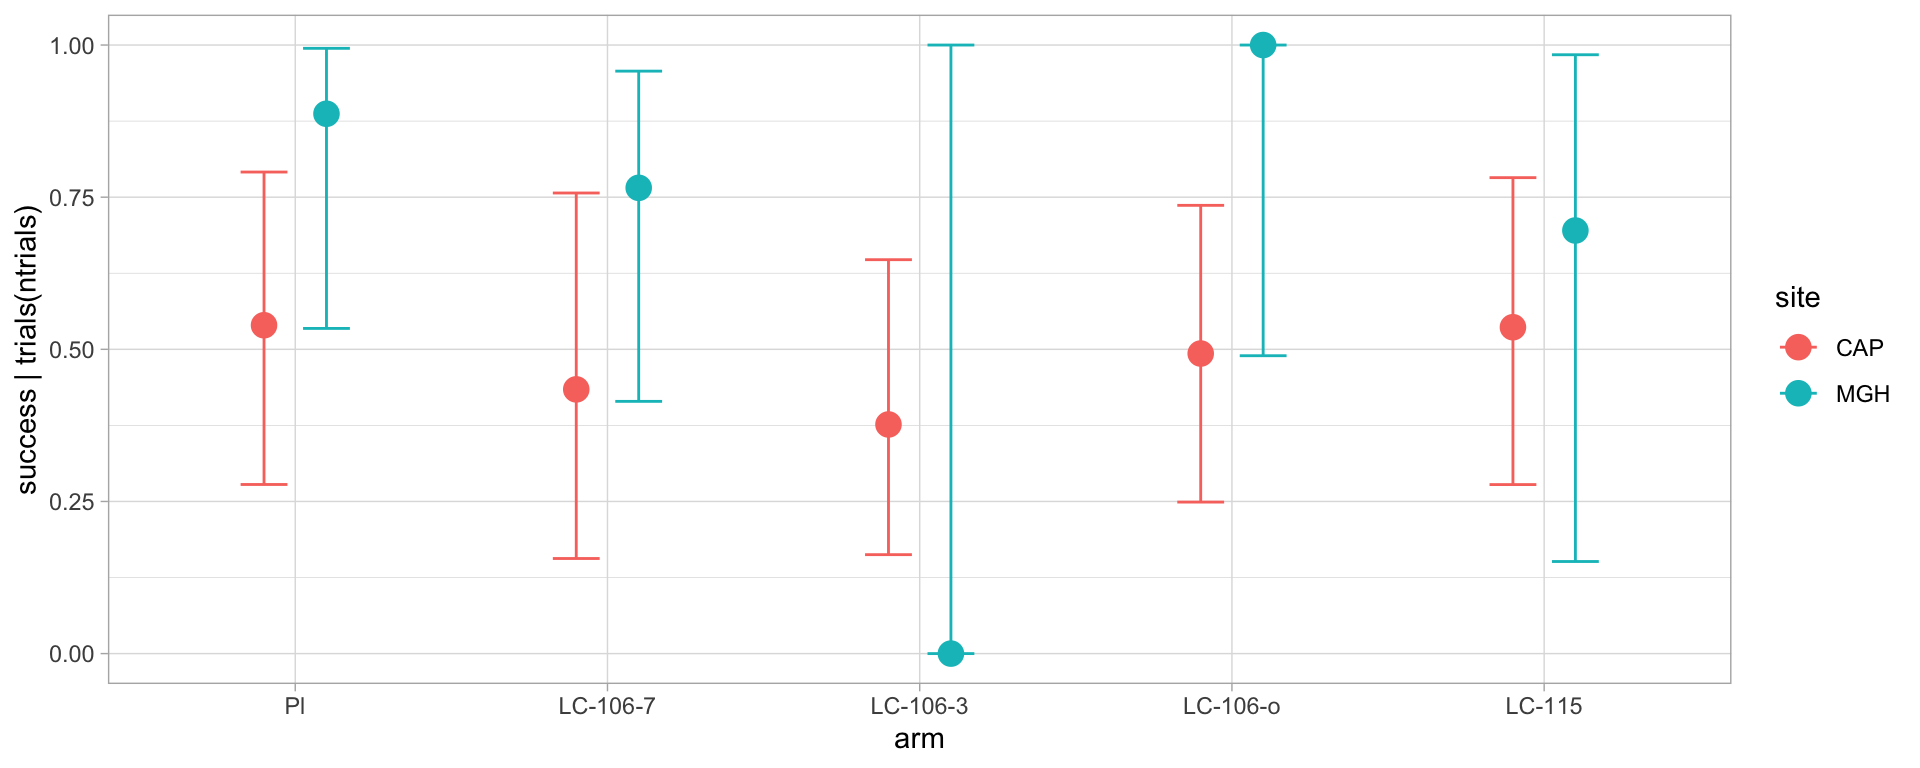 success | trials(ntrials)
1.00
0.75
0.50
0.25
0.00
PI
LC-106-7
LC-106-3
LC-106-o
LC-115
arm
site
CAP
MGH